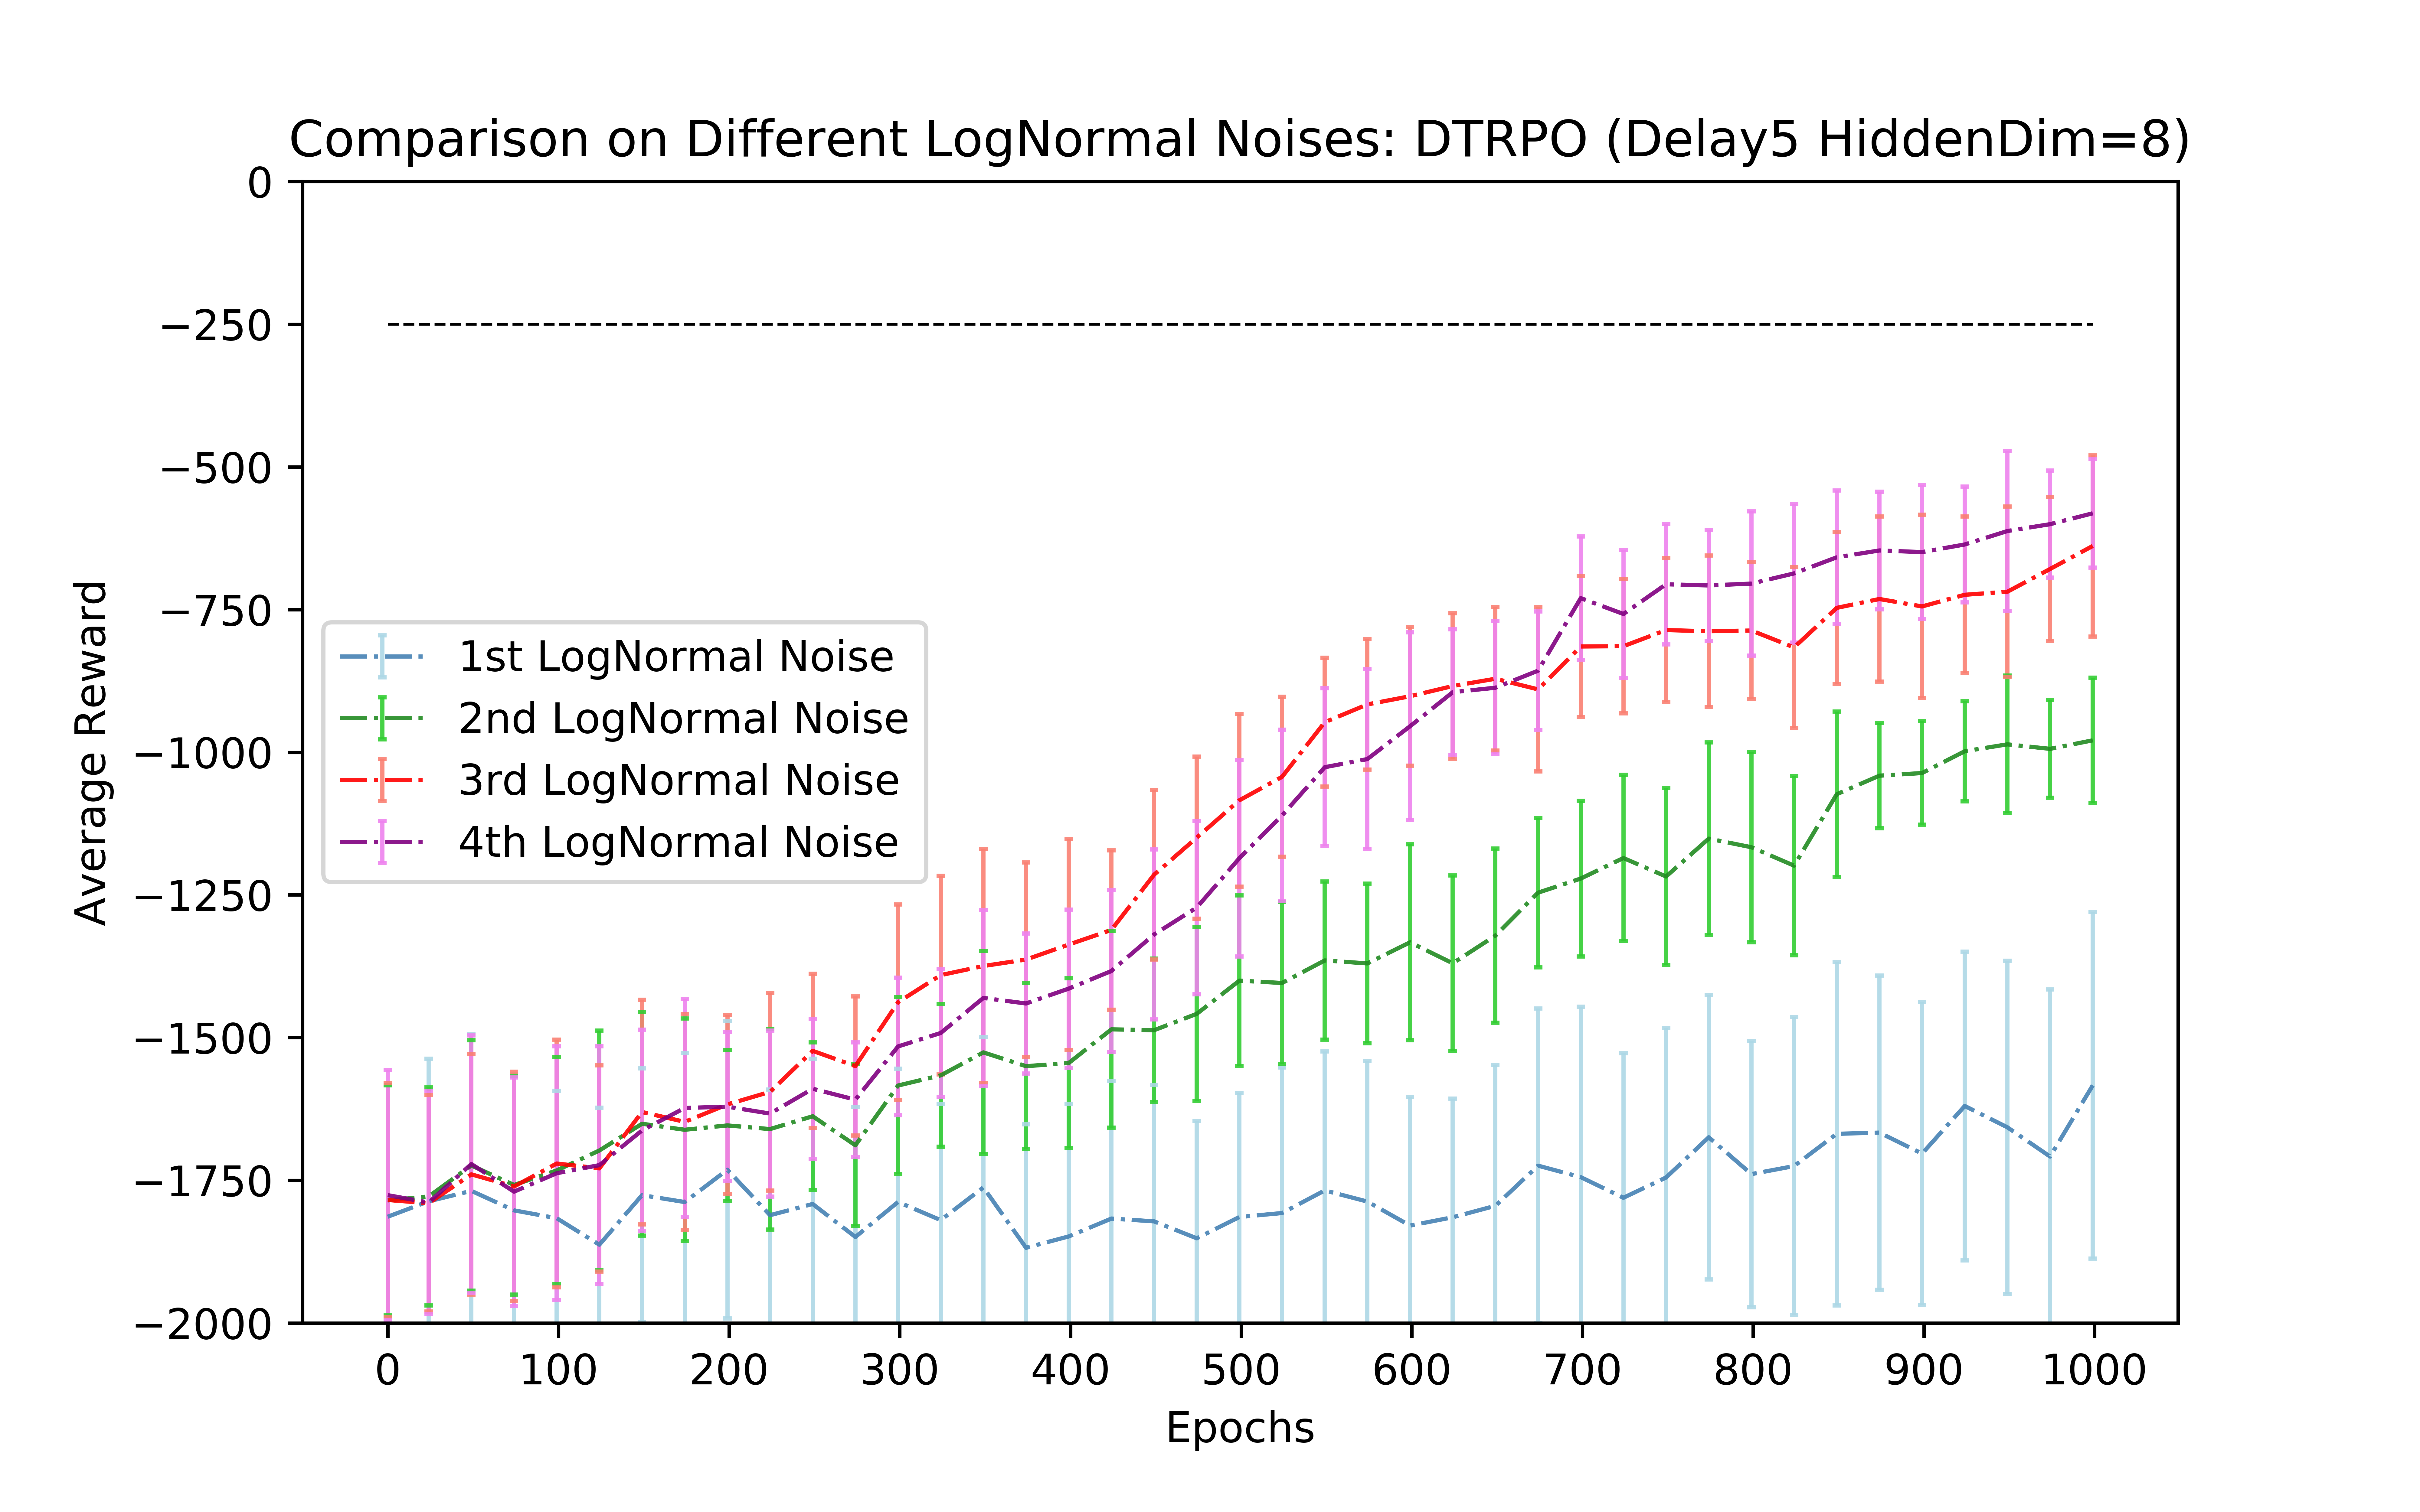 Comparison on Different LogNormal Noises: DTRPO (Delay5 HiddenDim=8)
0
−250
−500
−750
−1000
−1250
−1500
−1750
−2000
Average Reward
1st LogNormal Noise
2nd LogNormal Noise
3rd LogNormal Noise
4th LogNormal Noise
0 100 200 300 400 500 600 700 800 900 1000
Epochs